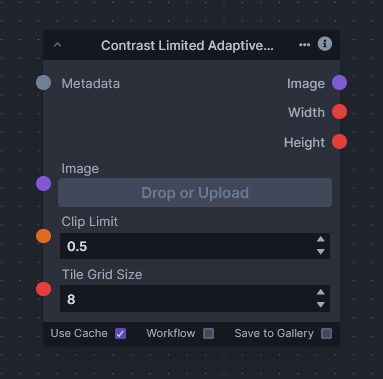 Contrast Limited Adaptive...
Metadata
Image
Width
Height
Image
Drop or Upload
Clip Limit
0.5
Tile Grid Size
8
Use Cache Workflow Save to Gallery